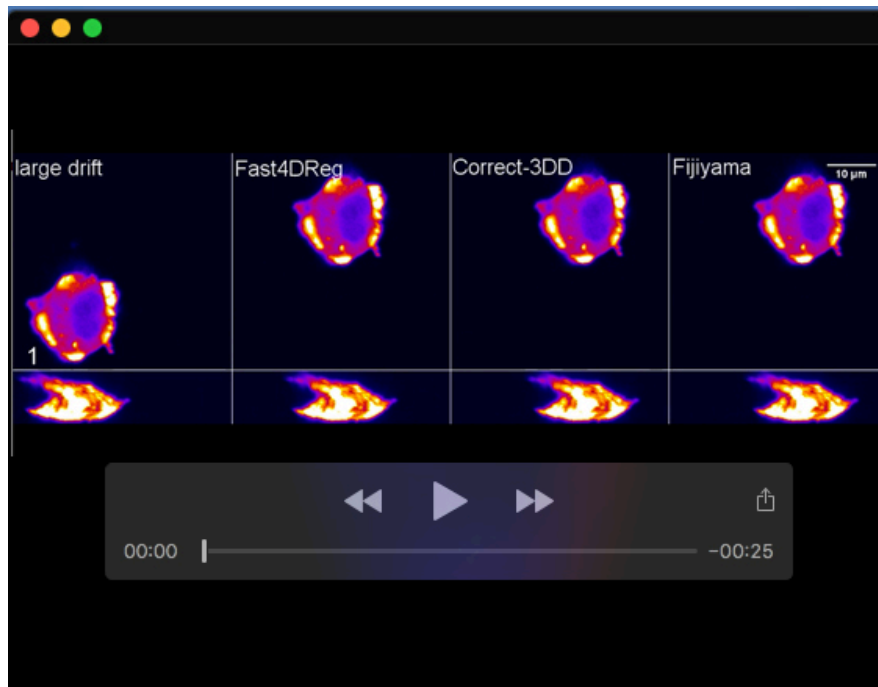 large drift
Fast4DReg
Correct-3DD
Fijiyama
10 µm
1
00:00
-00:25